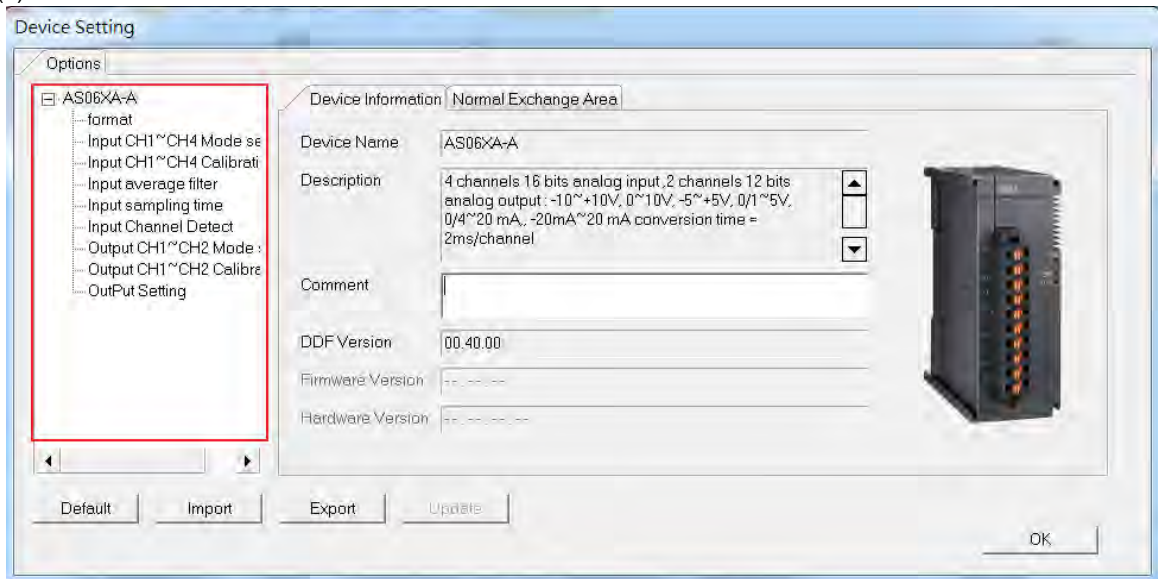 Device Setting
Options
AS06XA-A
format
Input CH1~CH4 Mode se
Input CH1~CH4 Calibrati
Input average filter
Input sampling time
Input Channel Detect
Output CH1~CH2 Mode
Output CH1~CH2 Calibra
OutPut Setting
Device Information Normal Exchange Area
Device Name AS06XA-A
Description 4 channels 16 bits analog input ,2 channels 12 bits
analog output : -10~+10V, 0~10V, -5~+5V, 0/1~5V,
0/4~20 mA,, -20mA~20 mA conversion time =
2ms/channel
Comment
DDF Version 00.40.00
Firmware Version --.--.--
Hardware Version --.--.--.--
Default Import Export Update
OK